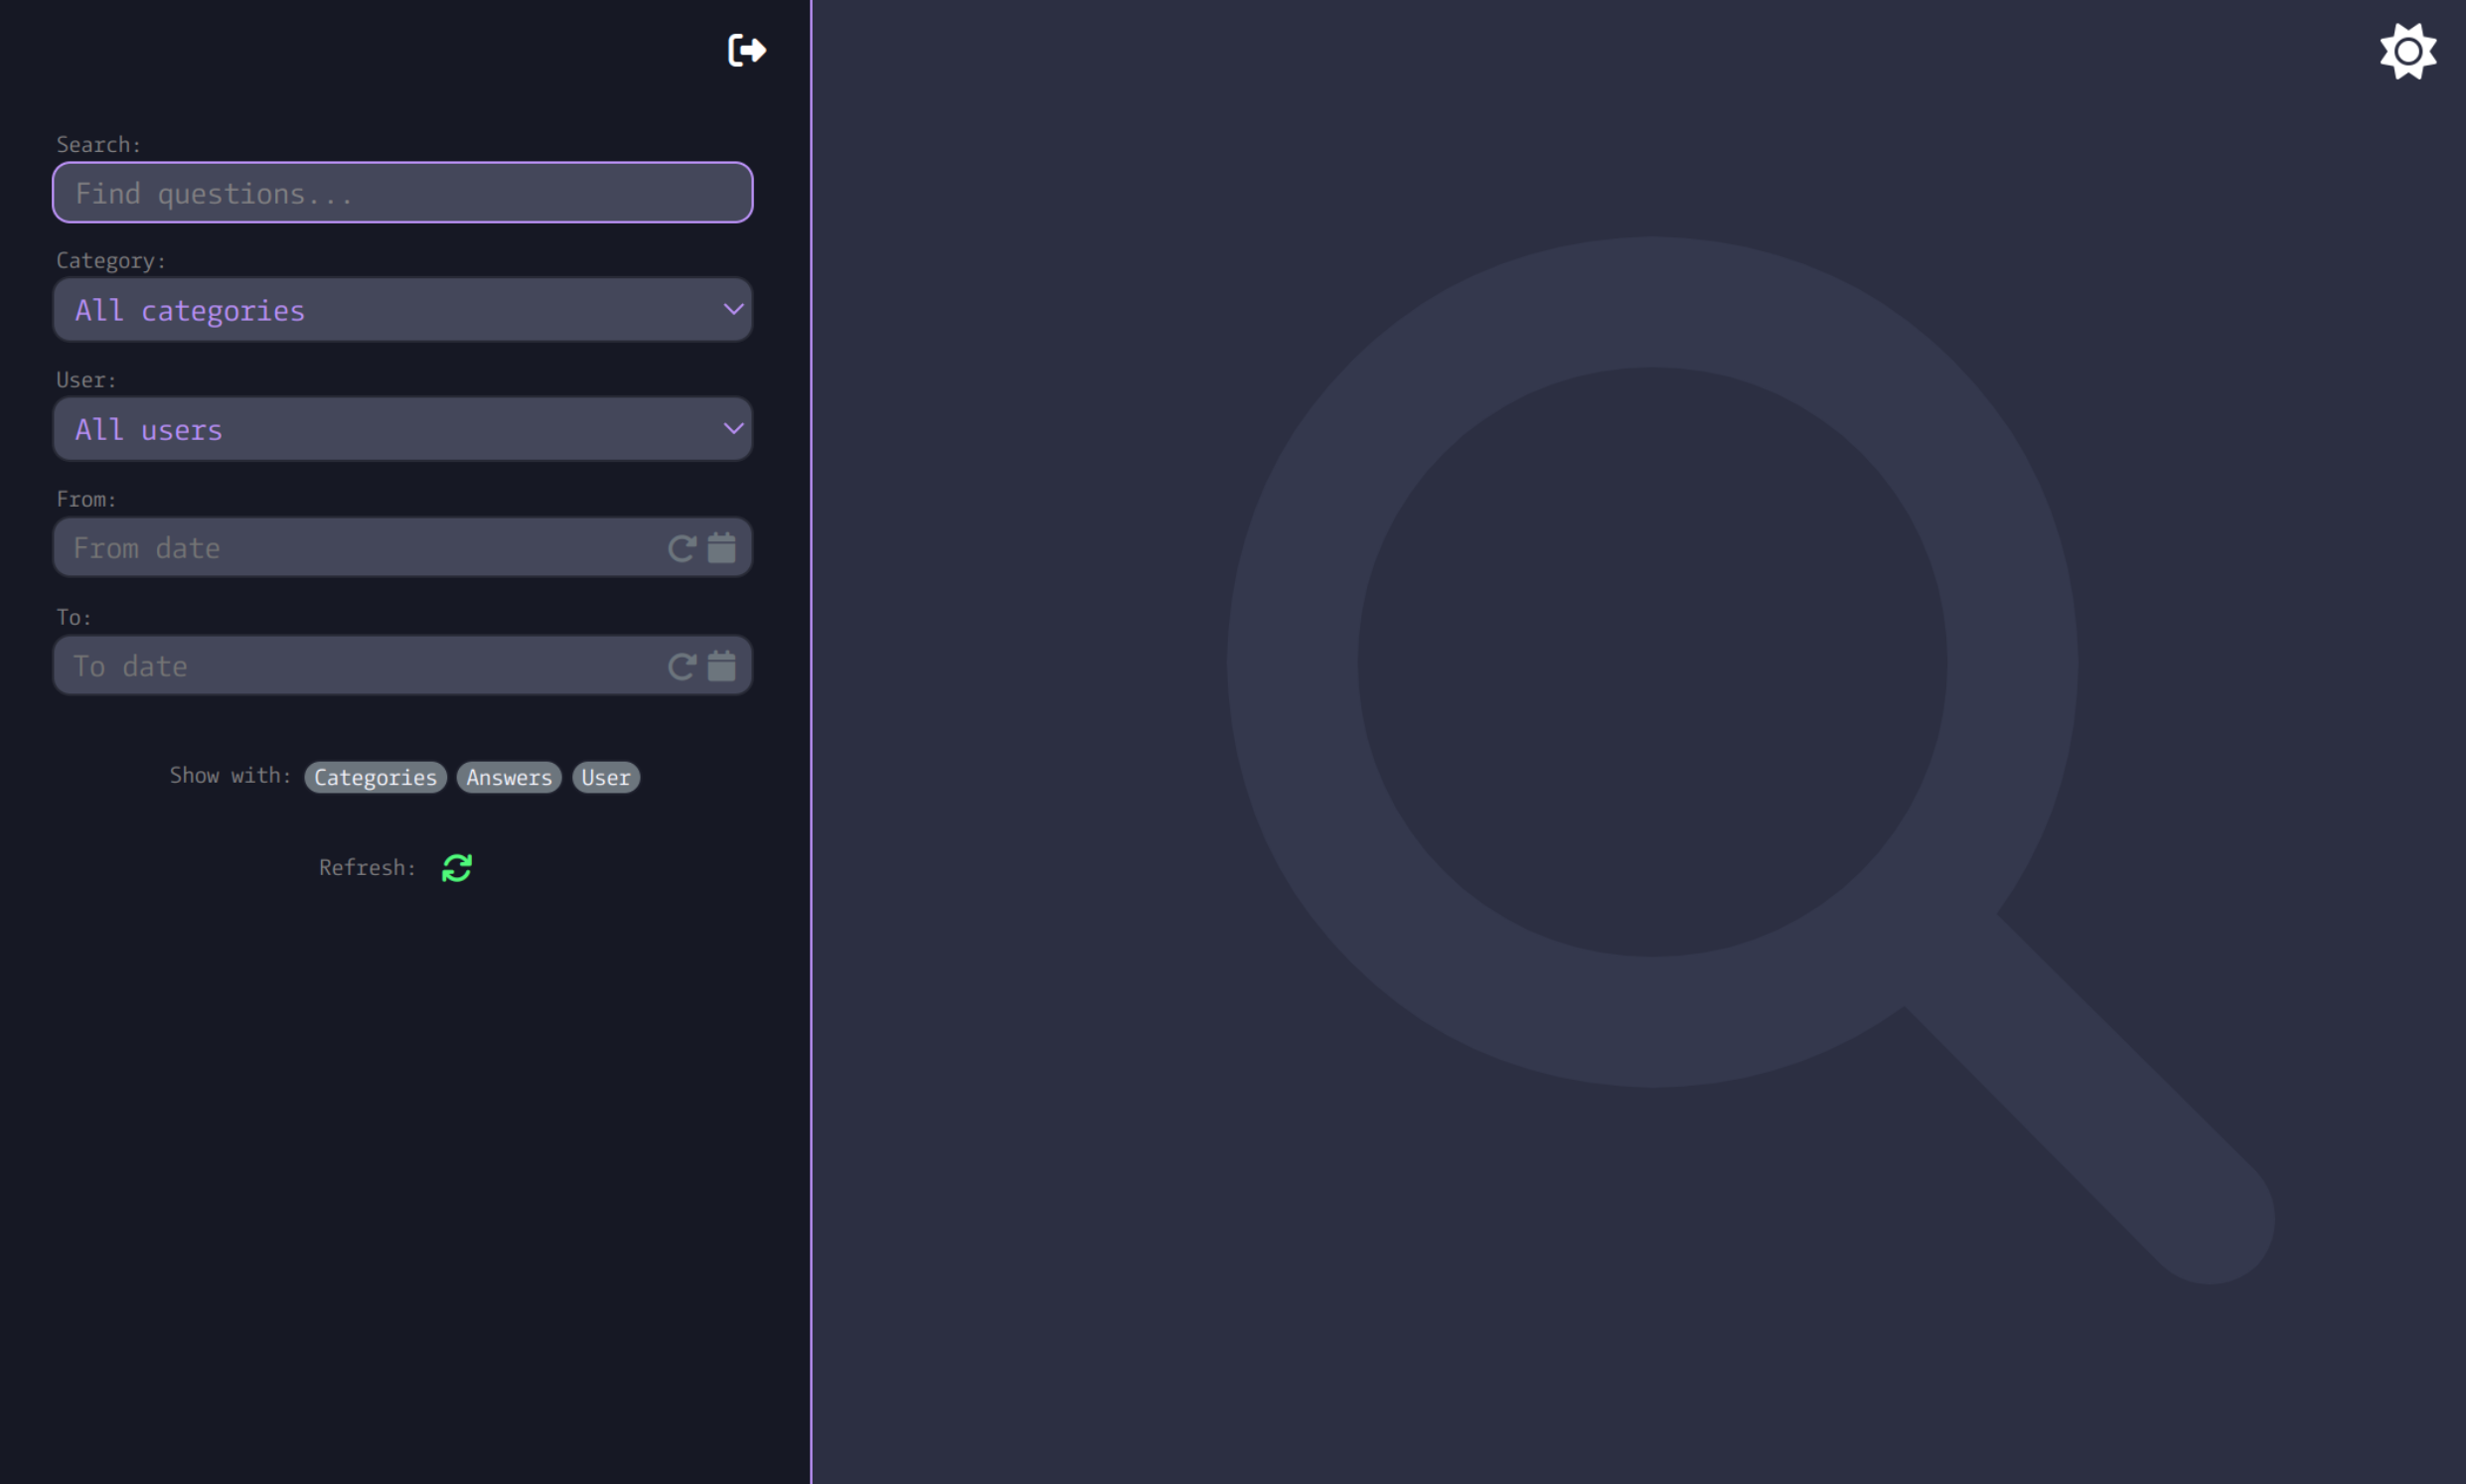 Search:
Find questions...
Category:
All categories
User:
All users
From:
From date
To:
To date
Show with: Categories Answers User
Refresh: